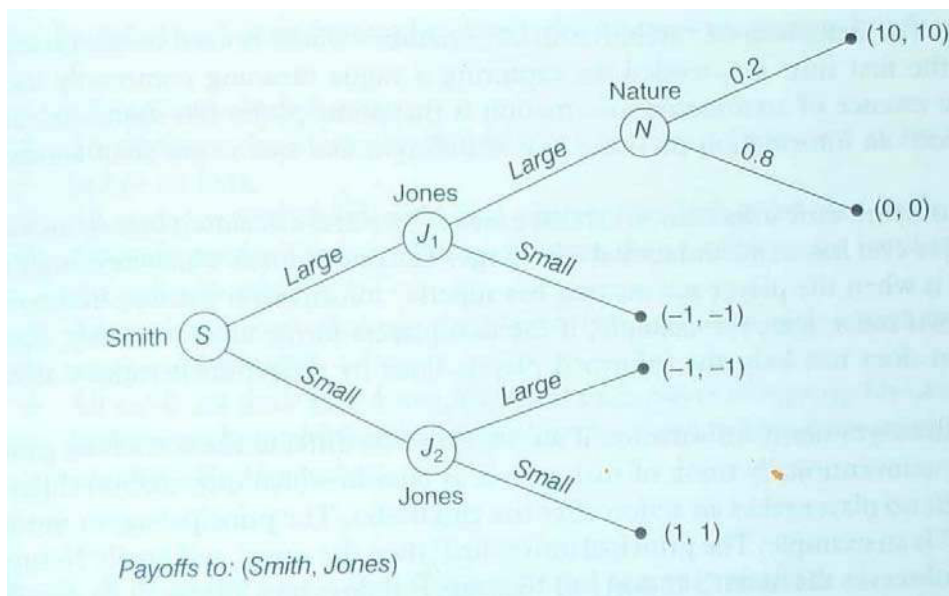 (10, 10)
0.2
Nature
N
Large
0.8
Jones
(0, 0)
J1
Large
Small
(−1, −1)
Smith
S
(−1, −1)
Small
Large
J2
Small
Jones
(1, 1)
Payoffs to: (Smith, Jones)